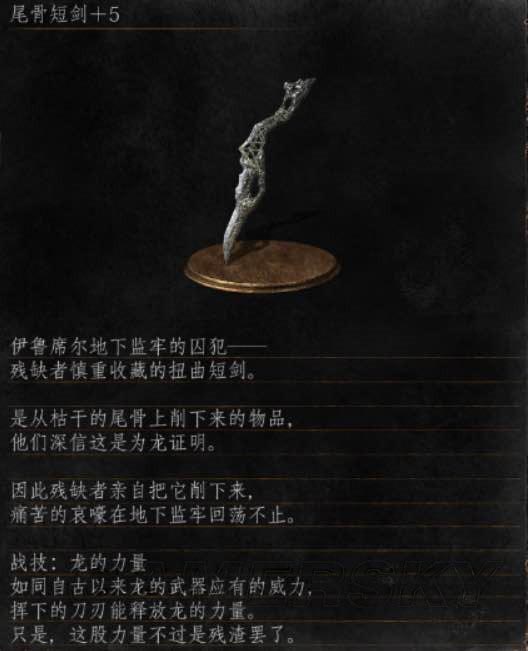 尾骨短剑＋5
伊鲁席尔地下监牢的囚犯——
残缺者慎重收藏的扭曲短剑。
是从枯干的尾骨上削下来的物品，
他们深信这是为龙证明。
因此残缺者亲自把它削下来，
痛苦的哀嚎在地下监牢回荡不止。
战技：龙的力量
如同自古以来龙的武器应有的威力，
挥下的刀刃能释放龙的力量。
只是，这股力量不过是残渣罢了。